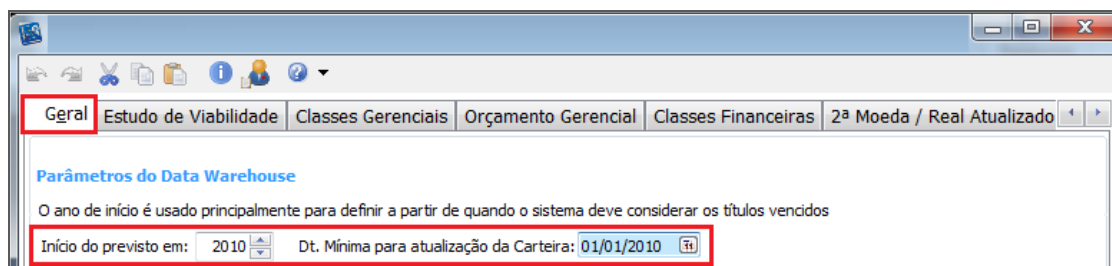 Geral Estudo de Viabilidade Classes Gerenciais Orçamento Gerencial Classes Financeiras 2ª Moeda / Real Atualizado
Parâmetros do Data Warehouse
O ano de início é usado principalmente para definir a partir de quando o sistema deve considerar os títulos vencidos
Início do previsto em: 2010 Dt. Mínima para atualização da Carteira: 01/01/2010